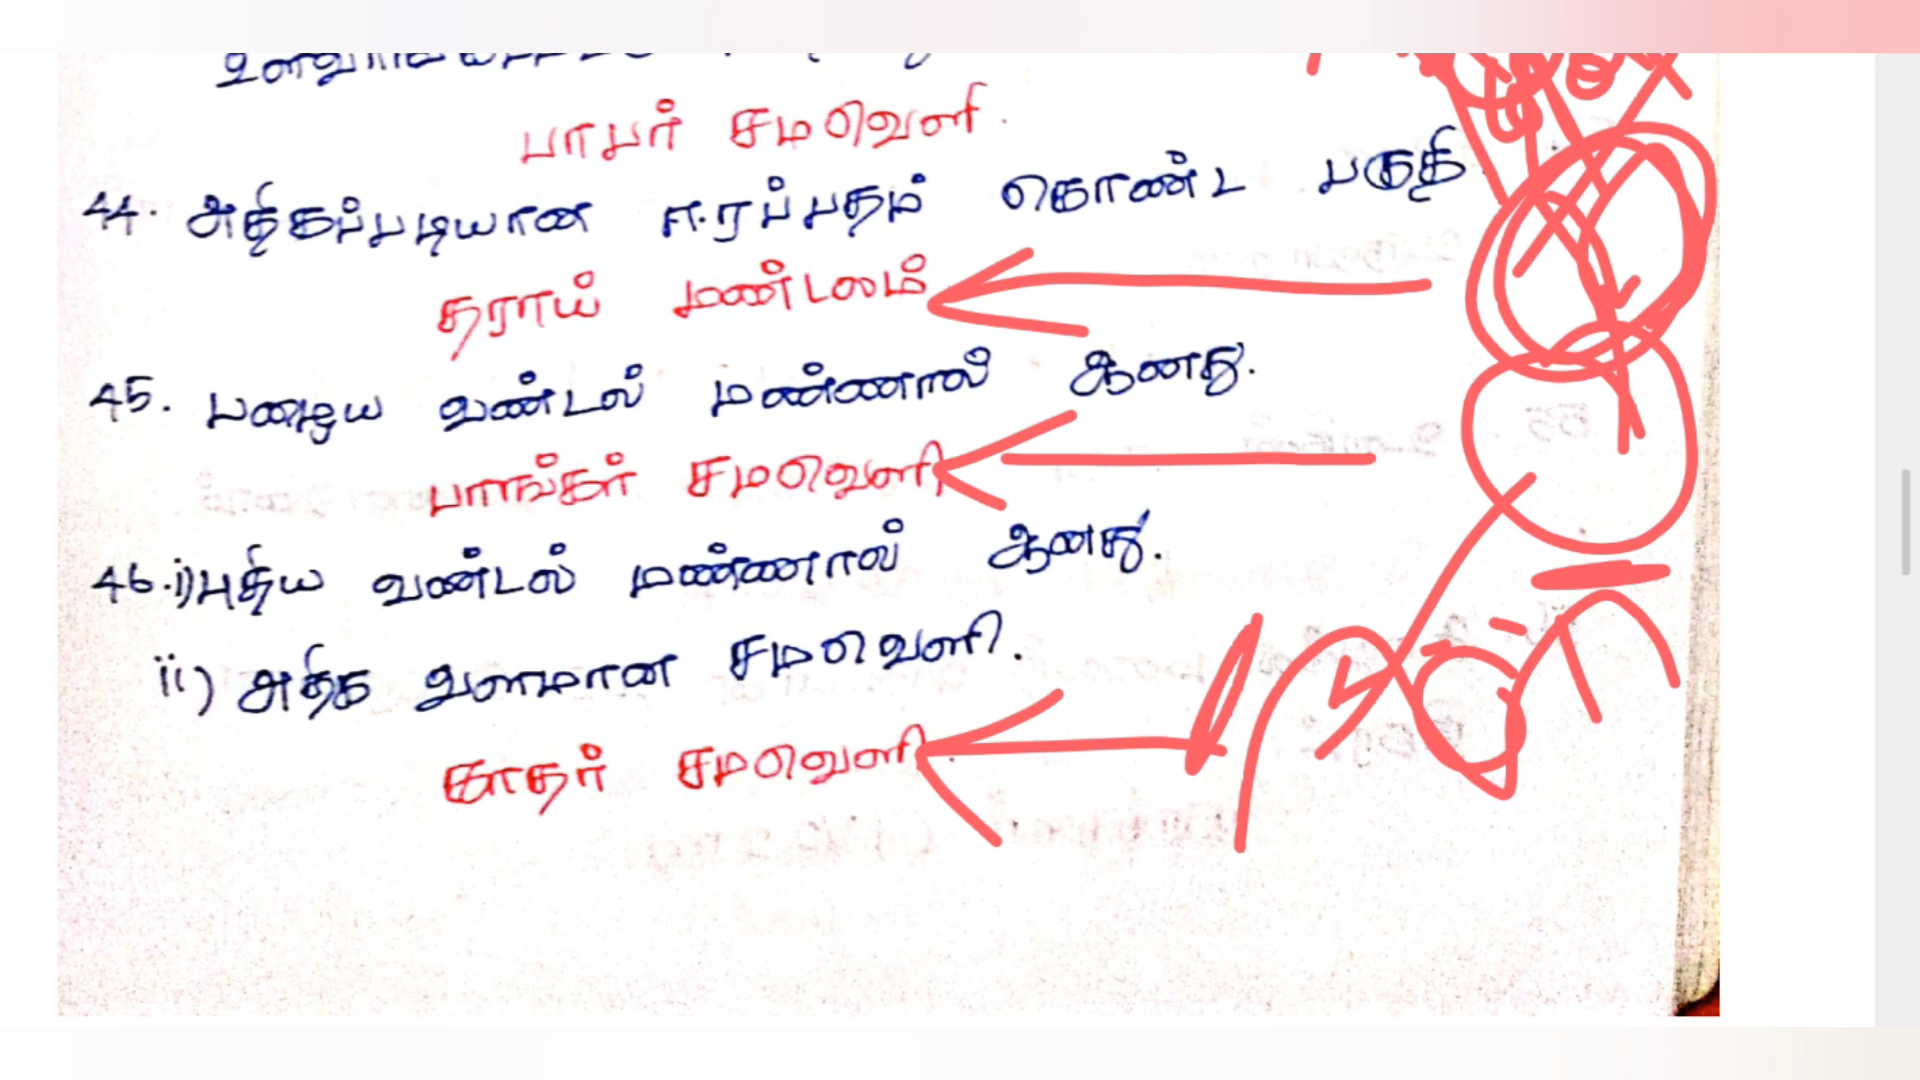 பாபர் சமவெளி.
44. அதிகப்படியான ஈரப்பதம் கொண்ட பகுதி
தராய் மண்டலம்
45. பழைய வண்டல் மண்ணால் ஆனது.
பாங்கர் சமவெளி
46. i) புதிய வண்டல் மண்ணால் ஆனது.
ii) அதிக வளமான சமவெளி.
காதர் சமவெளி